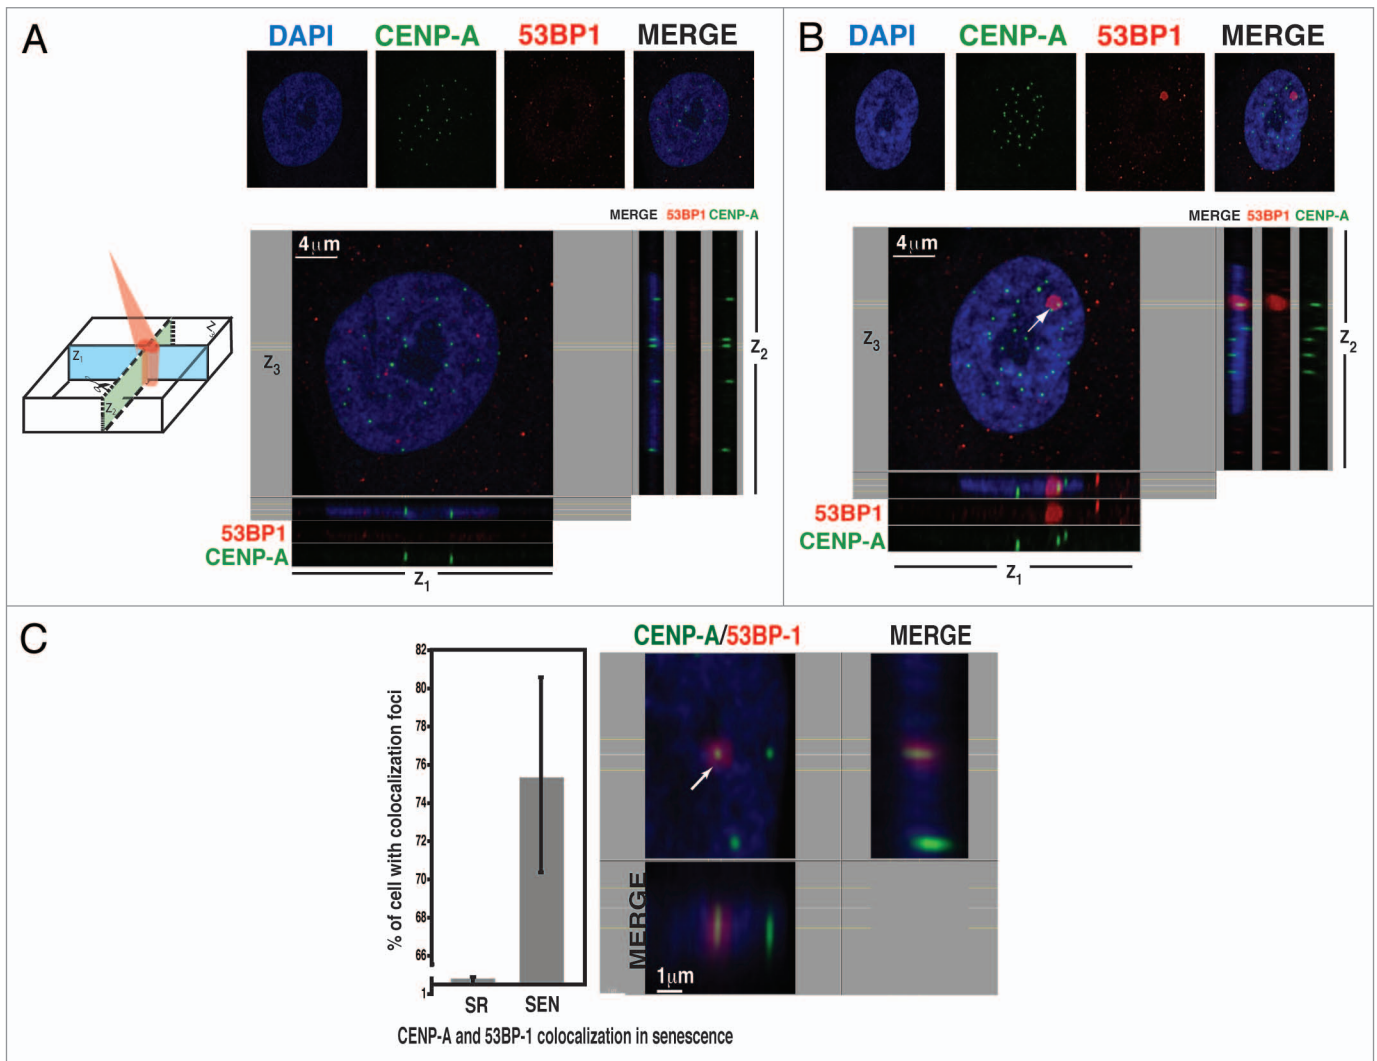 A
DAPI CENP-A 53BP1 MERGE
MERGE 53BP1 CENP-A
4μm
Z3
Z2
Z1
Z2
Z3
53BP1
CENP-A
Z1
B
DAPI CENP-A 53BP1 MERGE
MERGE 53BP1 CENP-A
4μm
Z3
Z2
53BP1
CENP-A
Z1
C
% of cell with colocalization foci
82
80
78
76
74
72
70
68
66
1
SR SEN
CENP-A and 53BP-1 colocalization in senescence
CENP-A/53BP-1 MERGE
MERGE
1μm